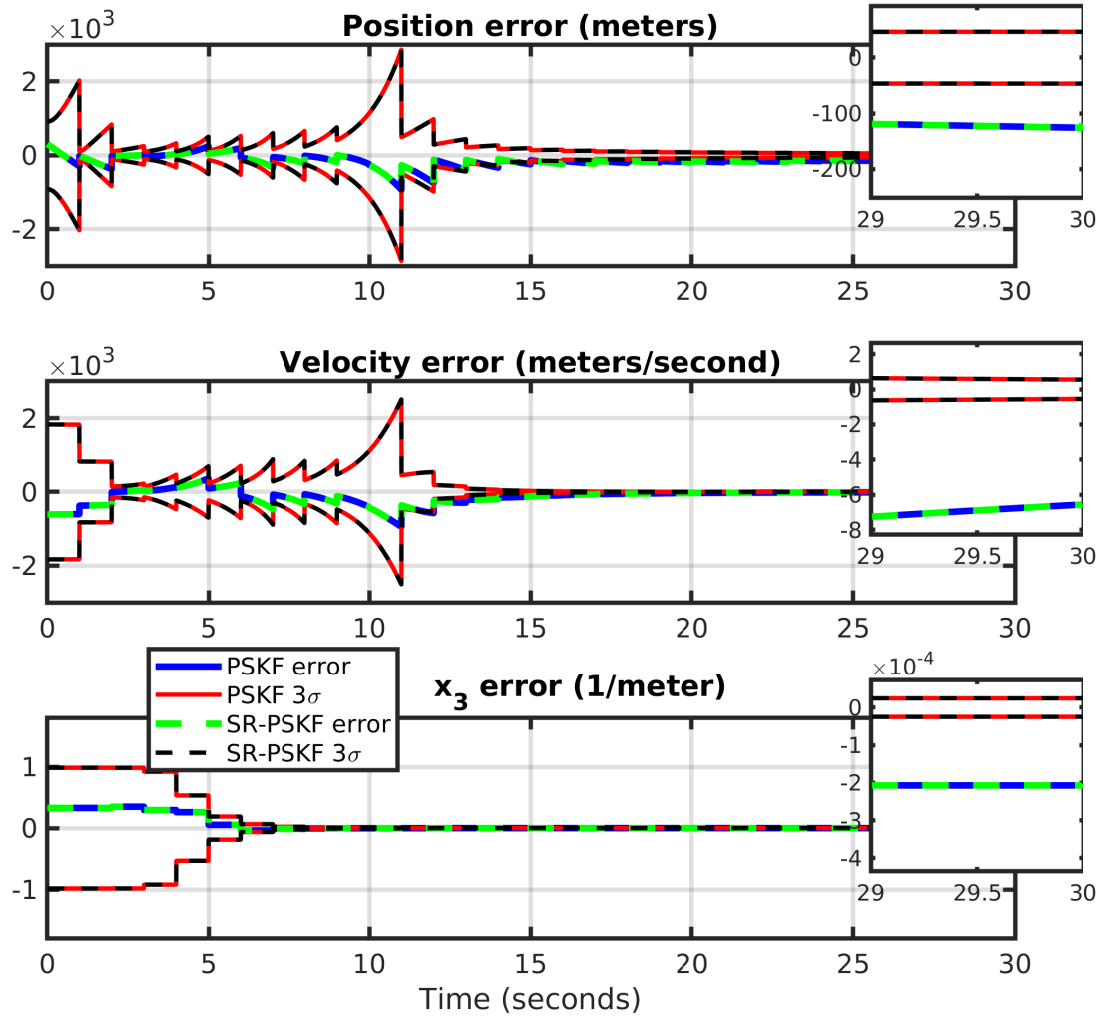 ×10³
Position error (meters)
2
0
-2
0 5 10 15 20 25 30
0
-100
-200
29 29.5 30
×10³
Velocity error (meters/second)
2
0
-2
0 5 10 15 20 25 30
2
0
-2
-4
-6
-8
29 29.5 30
PSKF error
PSKF 3σ
SR-PSKF error
SR-PSKF 3σ
x₃ error (1/meter)
1
0
-1
0 5 10 15 20 25 30
×10⁻⁴
0
-1
-2
-3
-4
29 29.5 30
Time (seconds)